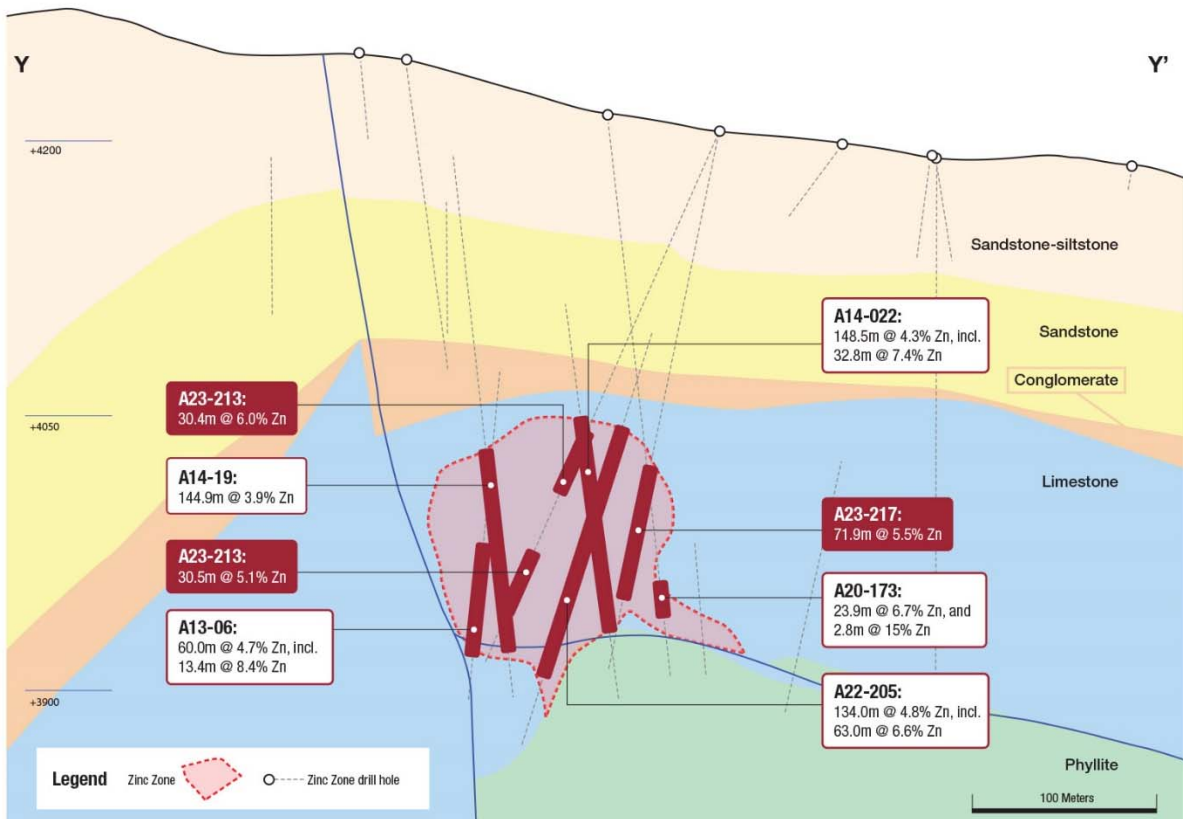 Y
Y'
+4200
Sandstone-siltstone
A14-022:
148.5m @ 4.3% Zn, incl.
32.8m @ 7.4% Zn
Sandstone
Conglomerate
A23-213:
30.4m @ 6.0% Zn
+4050
A14-19:
144.9m @ 3.9% Zn
Limestone
A23-217:
71.9m @ 5.5% Zn
A23-213:
30.5m @ 5.1% Zn
A20-173:
23.9m @ 6.7% Zn, and
2.8m @ 15% Zn
A13-06:
60.0m @ 4.7% Zn, incl.
13.4m @ 8.4% Zn
A22-205:
134.0m @ 4.8% Zn, incl.
63.0m @ 6.6% Zn
+3900
Phyllite
Legend
Zinc Zone
Zinc Zone drill hole
100 Meters